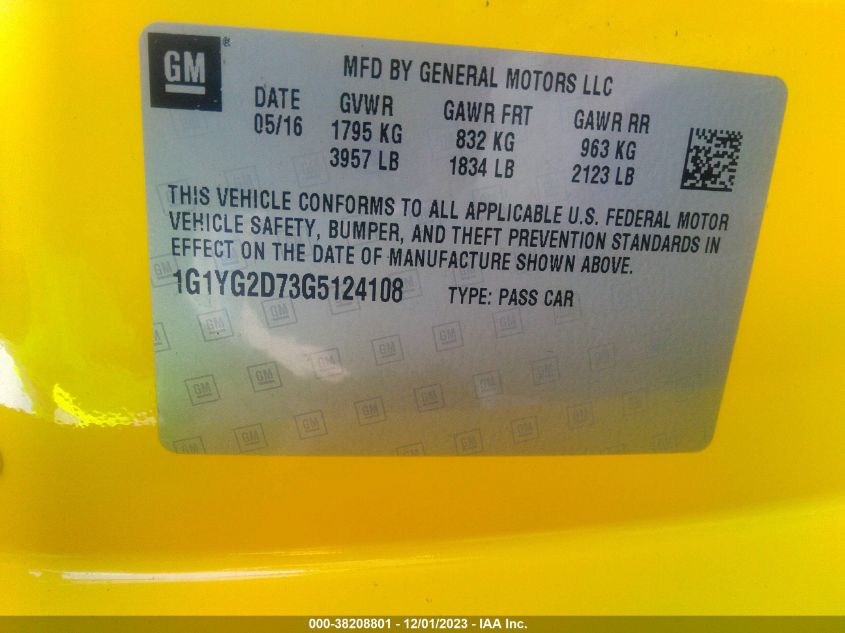 GM®
MFD BY GENERAL MOTORS LLC
DATE GVWR GAWR FRT GAWR RR
05/16 1795 KG 832 KG 963 KG
3957 LB 1834 LB 2123 LB
THIS VEHICLE CONFORMS TO ALL APPLICABLE U.S. FEDERAL MOTOR
VEHICLE SAFETY, BUMPER, AND THEFT PREVENTION STANDARDS IN
EFFECT ON THE DATE OF MANUFACTURE SHOWN ABOVE.
1G1YG2D73G5124108 TYPE: PASS CAR
000-38208801 - 12/01/2023 - IAA Inc.